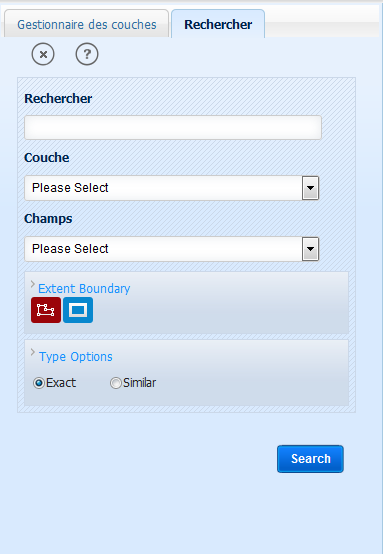 Gestionnaire des couches Rechercher
?
Rechercher
Couche
Please Select
Champs
Please Select
Extent Boundary
Type Options
Exact Similar
Search